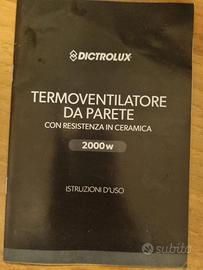 DICTROLUX
TERMOVENTILATORE
DA PARETE
CON RESISTENZA IN CERAMICA
2000w
ISTRUZIONI D'USO
subito